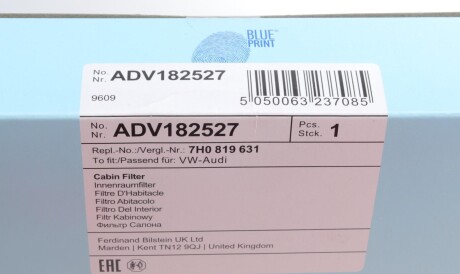 BLUE
PRINT
No.
Nr. ADV182527
9609
5 050063 237085
No.
Nr. ADV182527
Pcs.
Stck. 1
Repl.-No.:/Vergl.-Nr.: 7H0 819 631
To fit:/Passend für: VW-Audi
Cabin Filter
Innenraumfilter
Filtre D'Habitacle
Filtro Abitacolo
Filtro Del Interior
Filtr Kabinowy
Фильтр Салона
Ferdinand Bilstein UK Ltd
Marden | Kent TN12 9QJ | United Kingdom
EAC